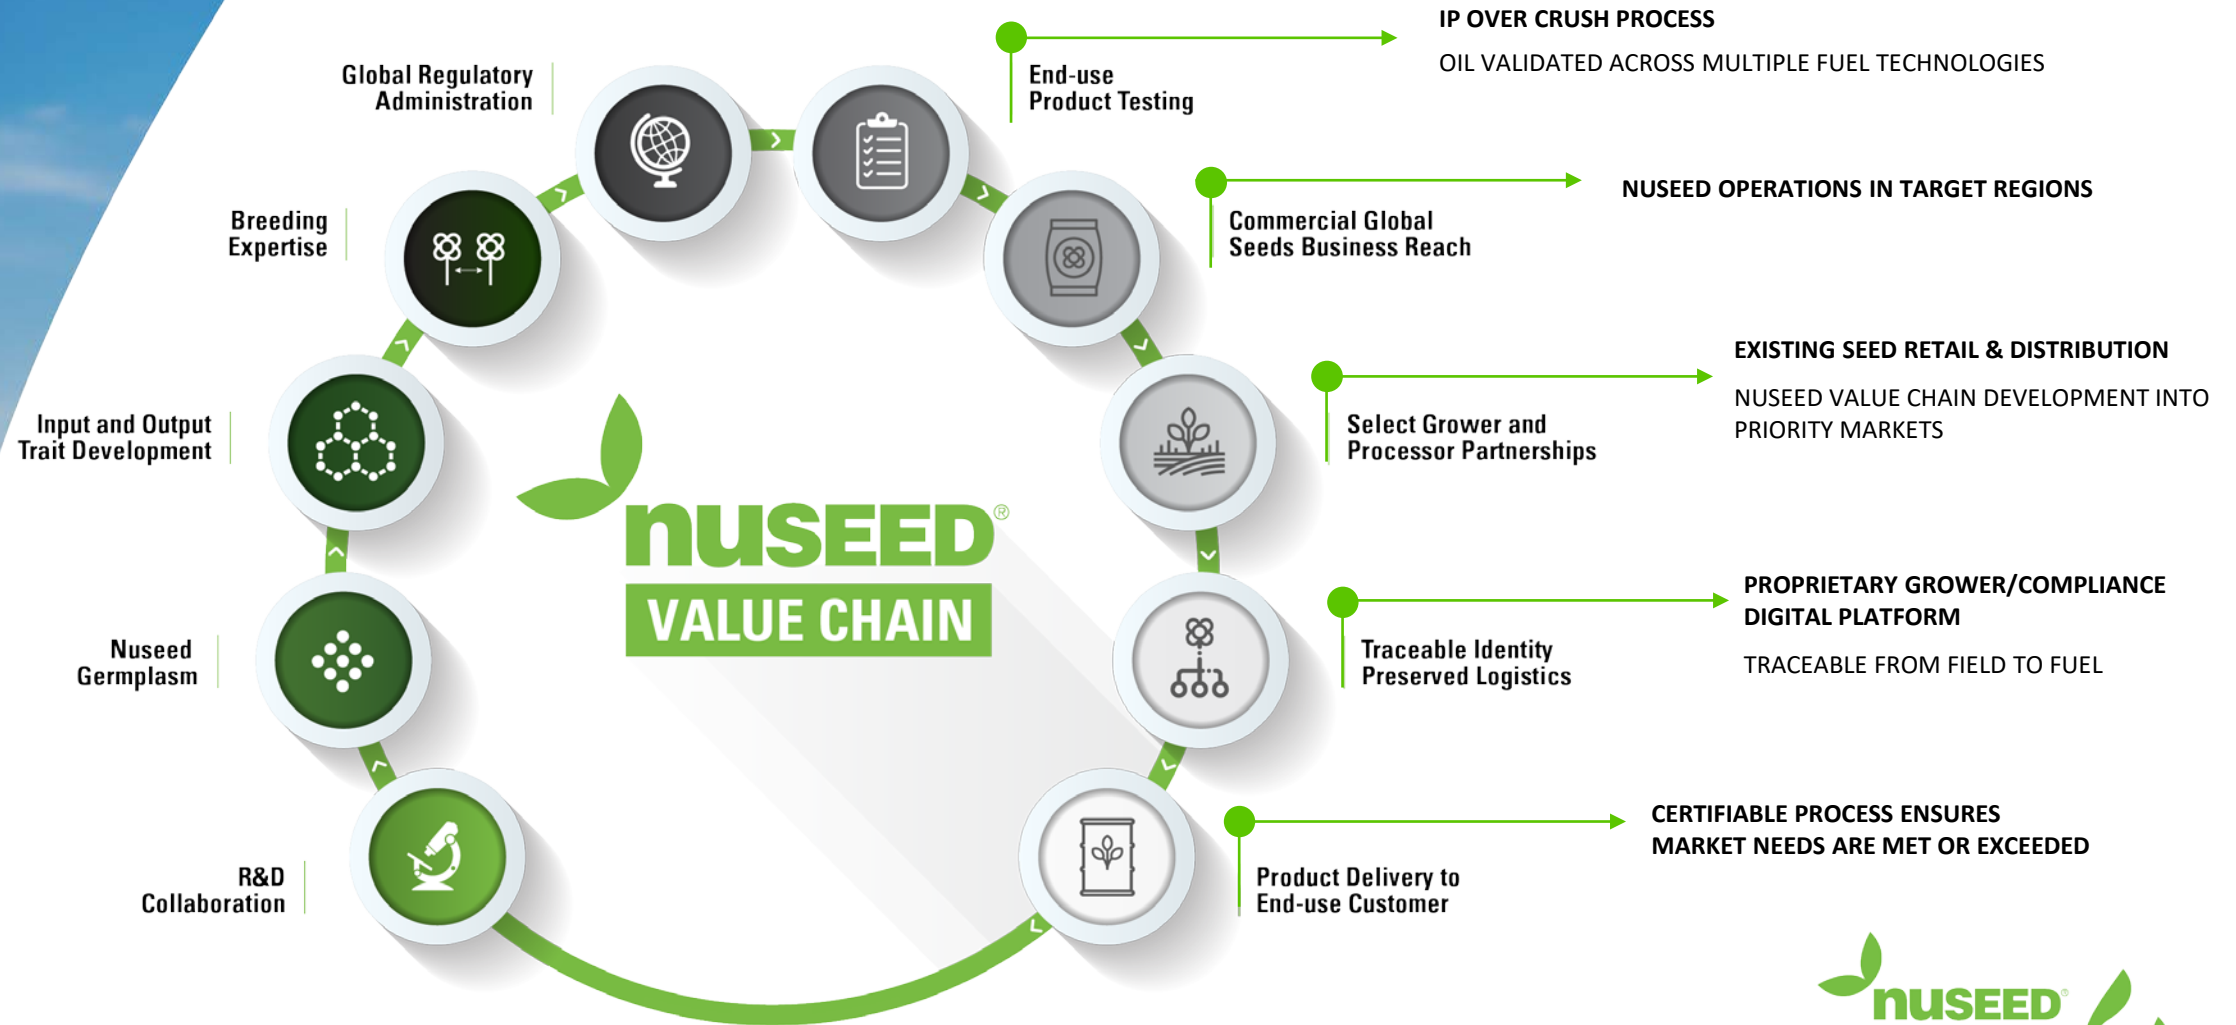 IP OVER CRUSH PROCESS
OIL VALIDATED ACROSS MULTIPLE FUEL TECHNOLOGIES
Global Regulatory
Administration
End-use
Product Testing
NUSEED OPERATIONS IN TARGET REGIONS
Breeding
Expertise
Commercial Global
Seeds Business Reach
EXISTING SEED RETAIL & DISTRIBUTION
NUSEED VALUE CHAIN DEVELOPMENT INTO
PRIORITY MARKETS
Input and Output
Trait Development
Select Grower and
Processor Partnerships
nuSEED®
VALUE CHAIN
PROPRIETARY GROWER/COMPLIANCE
DIGITAL PLATFORM
TRACEABLE FROM FIELD TO FUEL
Nuseed
Germplasm
Traceable Identity
Preserved Logistics
CERTIFIABLE PROCESS ENSURES
MARKET NEEDS ARE MET OR EXCEEDED
R&D
Collaboration
Product Delivery to
End-use Customer
nuSEED®